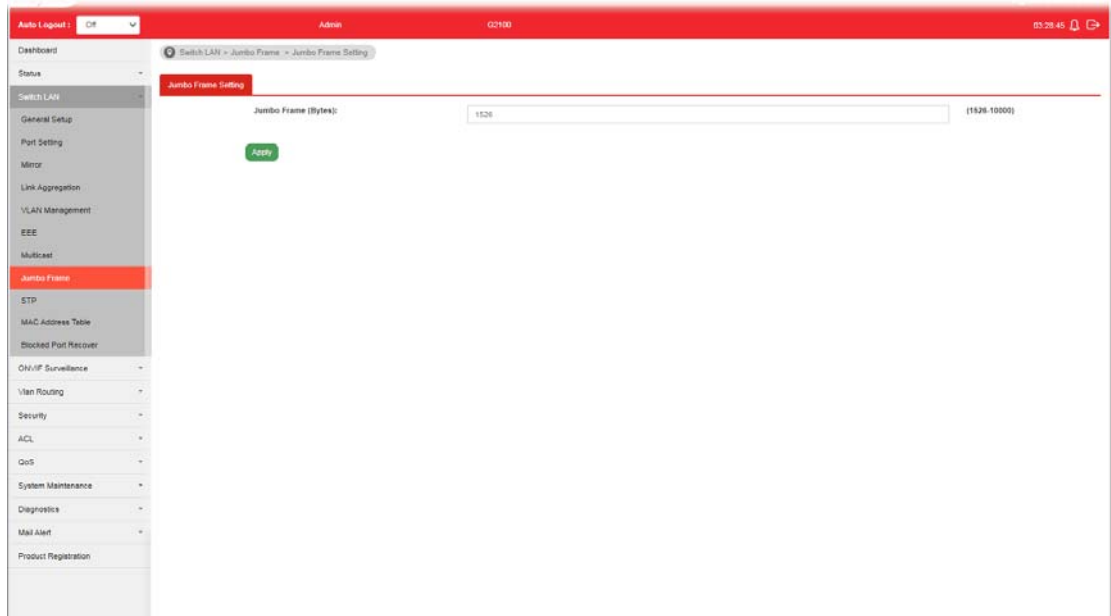 Auto Logout : Off Admin G2100 03:28:45
Dashboard
Switch LAN » Jumbo Frame » Jumbo Frame Setting
Status
Jumbo Frame Setting
Switch LAN
Jumbo Frame (Bytes): 1526 (1526-10000)
General Setup
Port Setting
Apply
Mirror
Link Aggregation
VLAN Management
EEE
Multicast
Jumbo Frame
STP
MAC Address Table
Blocked Port Recover
ONVIF Surveillance
Vlan Routing
Security
ACL
QoS
System Maintenance
Diagnostics
Mail Alert
Product Registration